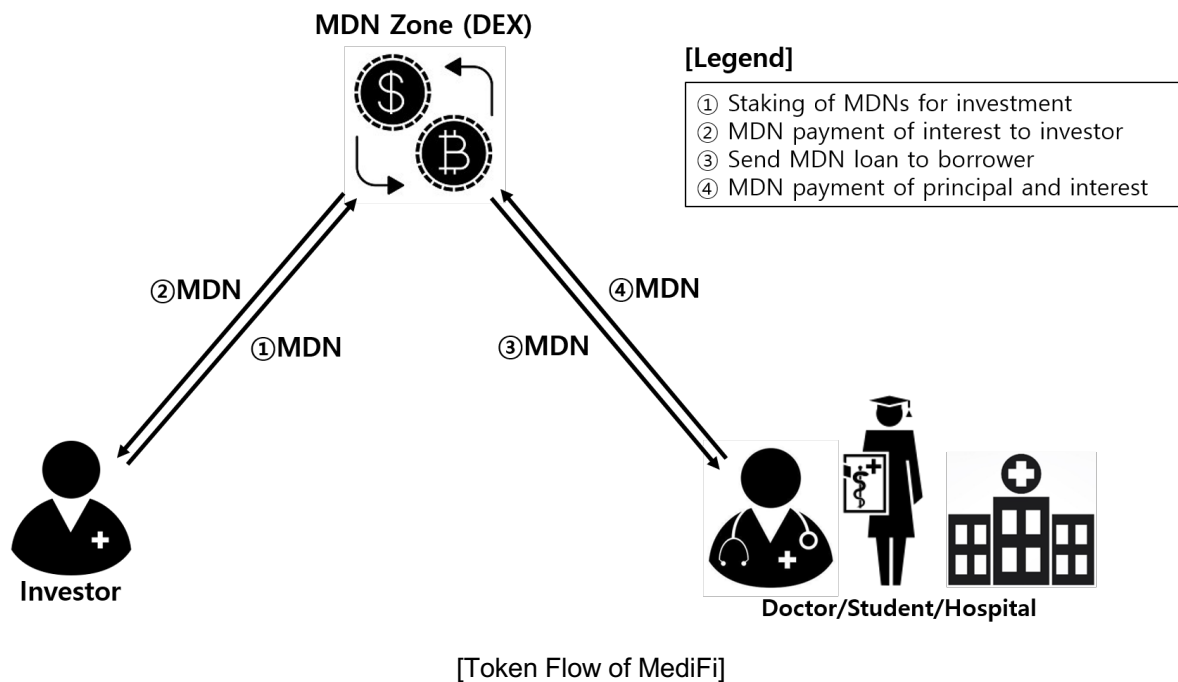 MDN Zone (DEX)
[Legend]
① Staking of MDNs for investment
② MDN payment of interest to investor
③ Send MDN loan to borrower
④ MDN payment of principal and interest
②MDN
①MDN
④MDN
③MDN
Investor
Doctor/Student/Hospital
[Token Flow of MediFi]